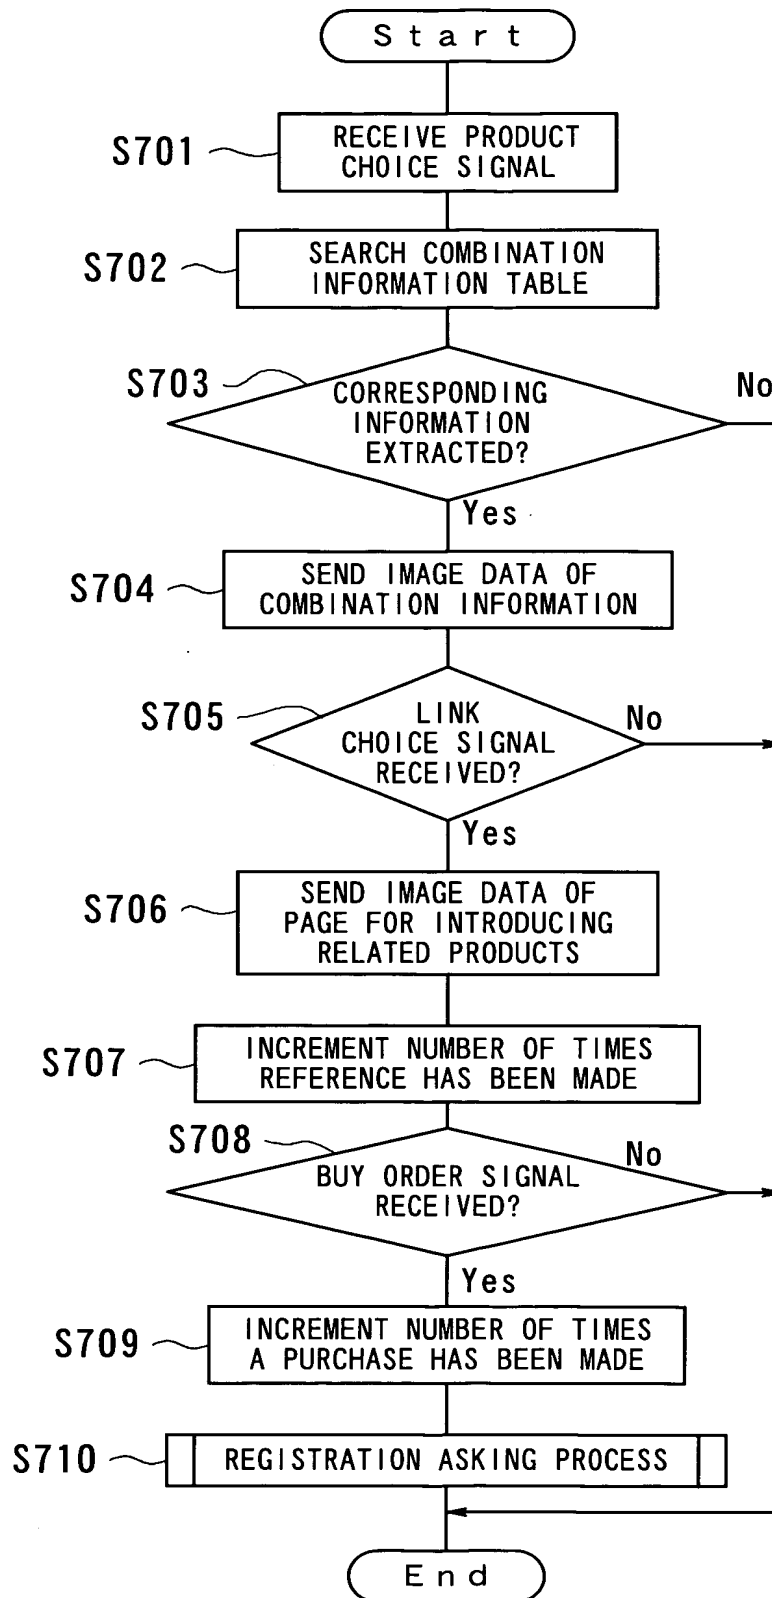 Start
S701
RECEIVE PRODUCT
CHOICE SIGNAL
S702
SEARCH COMBINATION
INFORMATION TABLE
S703
CORRESPONDING
INFORMATION
EXTRACTED?
No
Yes
S704
SEND IMAGE DATA OF
COMBINATION INFORMATION
S705
LINK
CHOICE SIGNAL
RECEIVED?
No
Yes
S706
SEND IMAGE DATA OF
PAGE FOR INTRODUCING
RELATED PRODUCTS
S707
INCREMENT NUMBER OF TIMES
REFERENCE HAS BEEN MADE
S708
BUY ORDER SIGNAL
RECEIVED?
No
Yes
S709
INCREMENT NUMBER OF TIMES
A PURCHASE HAS BEEN MADE
S710
REGISTRATION ASKING PROCESS
End